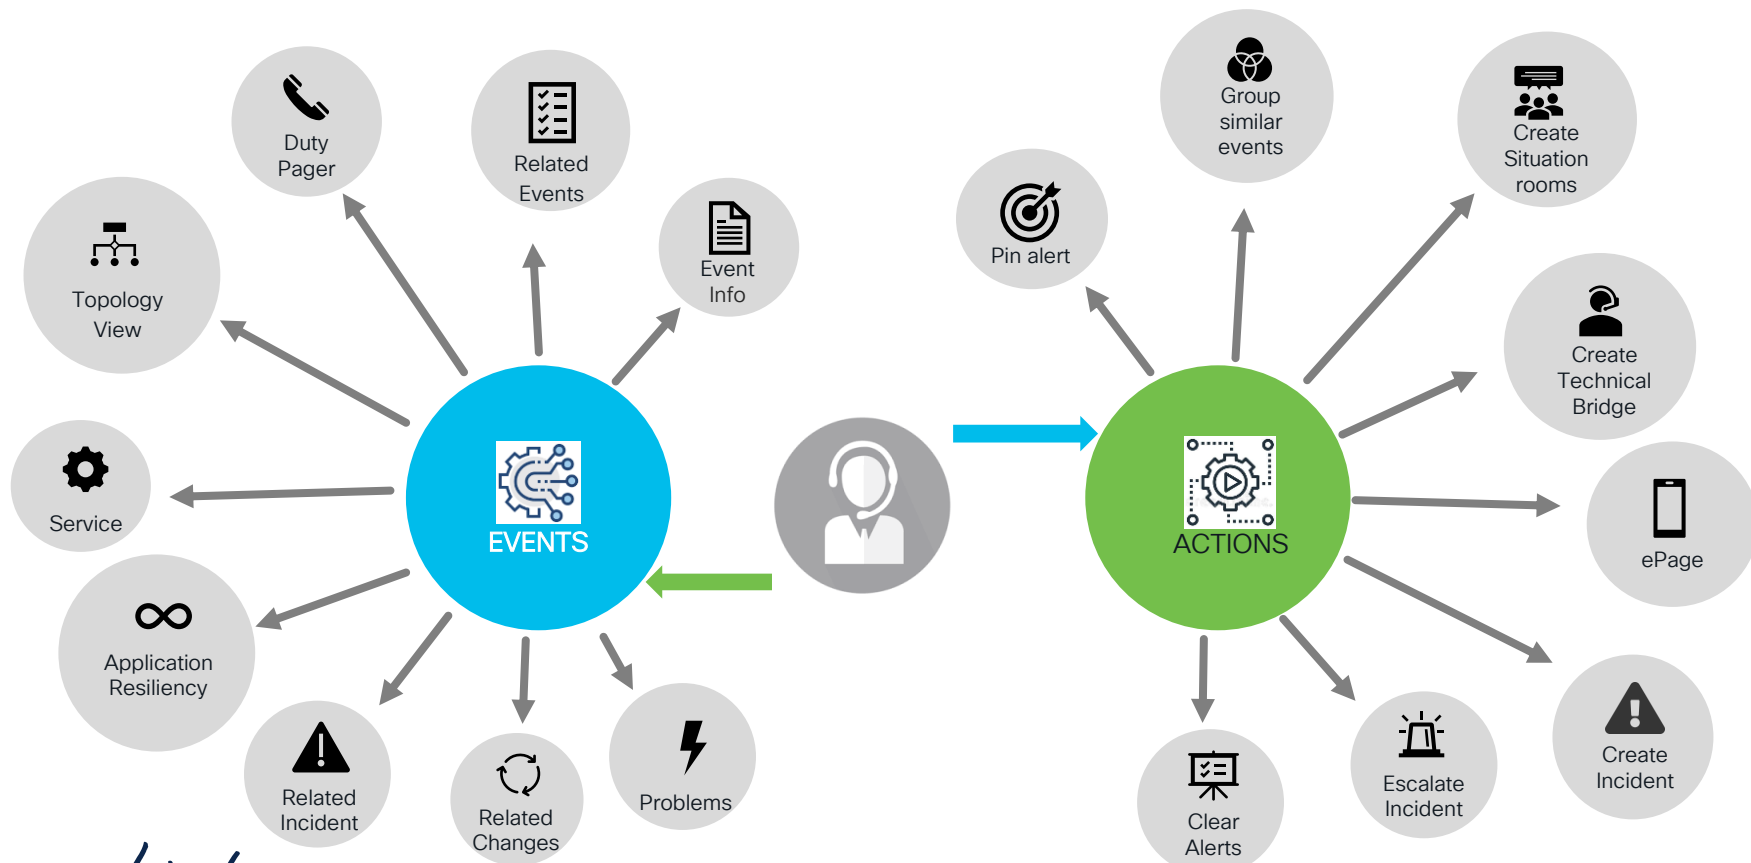 Duty
Pager
Related
Events
Event
Info
Topology
View
Service
Application
Resiliency
Related
Incident
Related
Changes
Problems
EVENTS
Group
similar
events
Create
Situation
rooms
Pin alert
Create
Technical
Bridge
ePage
Create
Incident
Escalate
Incident
Clear
Alerts
ACTIONS